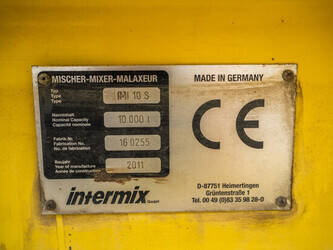 MISCHER-MIXER-MALAXEUR
Typ
Type
Type
IMI 10 S
Nenninhalt
Nominal Capacity
Capacité nominale
10.000 l
Fabrik.Nr.
Fabrication No.
No. de fabrication
16 0255
Baujahr
Year of manufacture
Année de construction
2011
intermix GmbH
MADE IN GERMANY
CE
D-87751 Heimertingen
Grüntenstraße 1
Tel. 00 49 (0)83 35 98 28-0